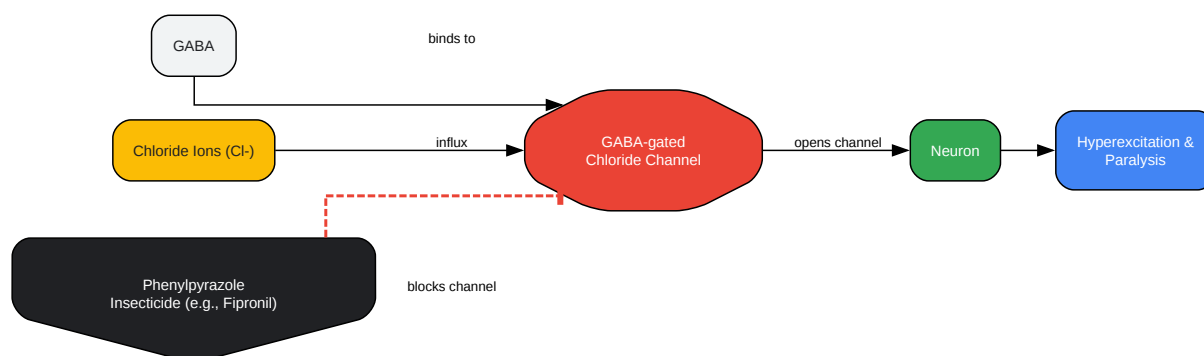 GABA
binds to
Chloride Ions (Cl-)
influx
GABA-gated
Chloride Channel
opens channel
Neuron
Hyperexcitation &
Paralysis
Phenylpyrazole
Insecticide (e.g., Fipronil)
blocks channel